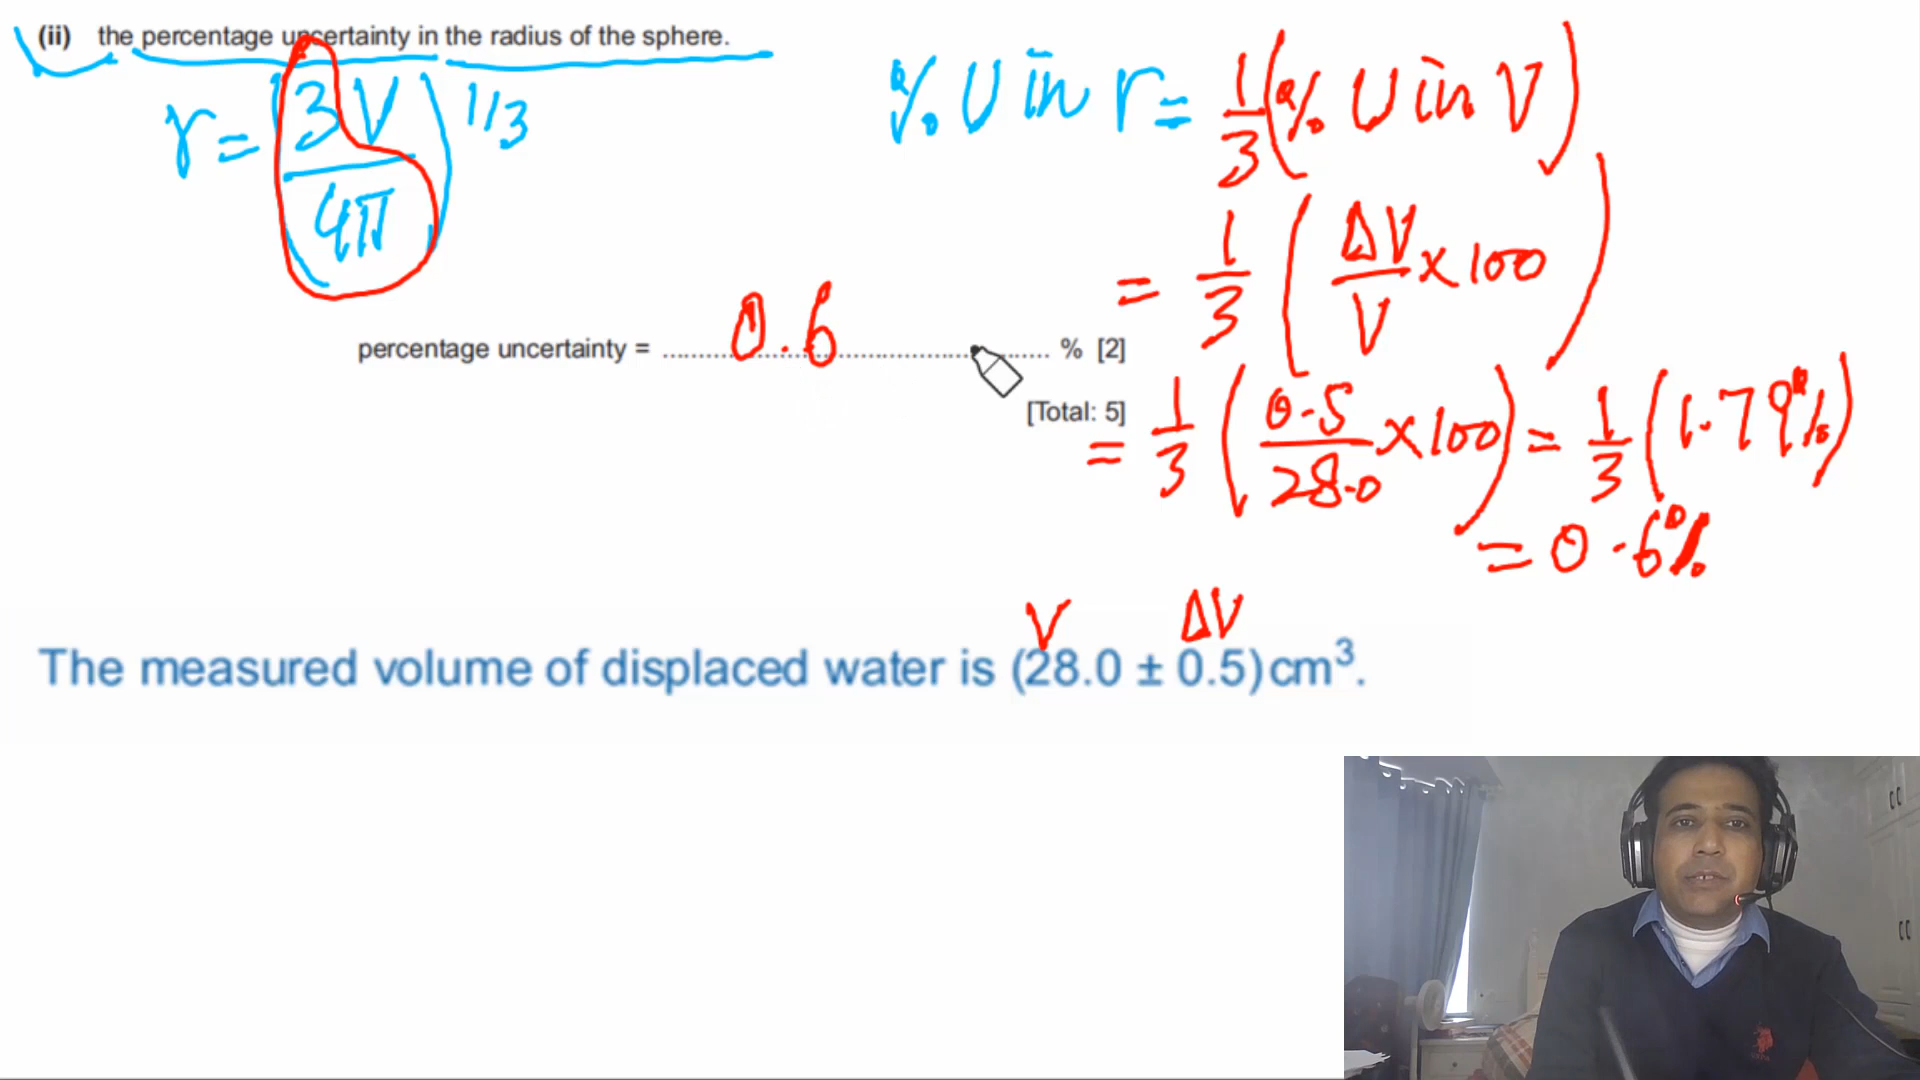 (ii) the percentage uncertainty in the radius of the sphere.
r = (3V/4π)^1/3
% U in r = 1/3 (% U in V)
= 1/3 (ΔV/V × 100)
percentage uncertainty = 0.6 % [2]
[Total: 5]
= 1/3 (0.5/28.0 × 100) = 1/3 (1.79%)
= 0.6%
V ΔV
The measured volume of displaced water is (28.0 ± 0.5) cm³.